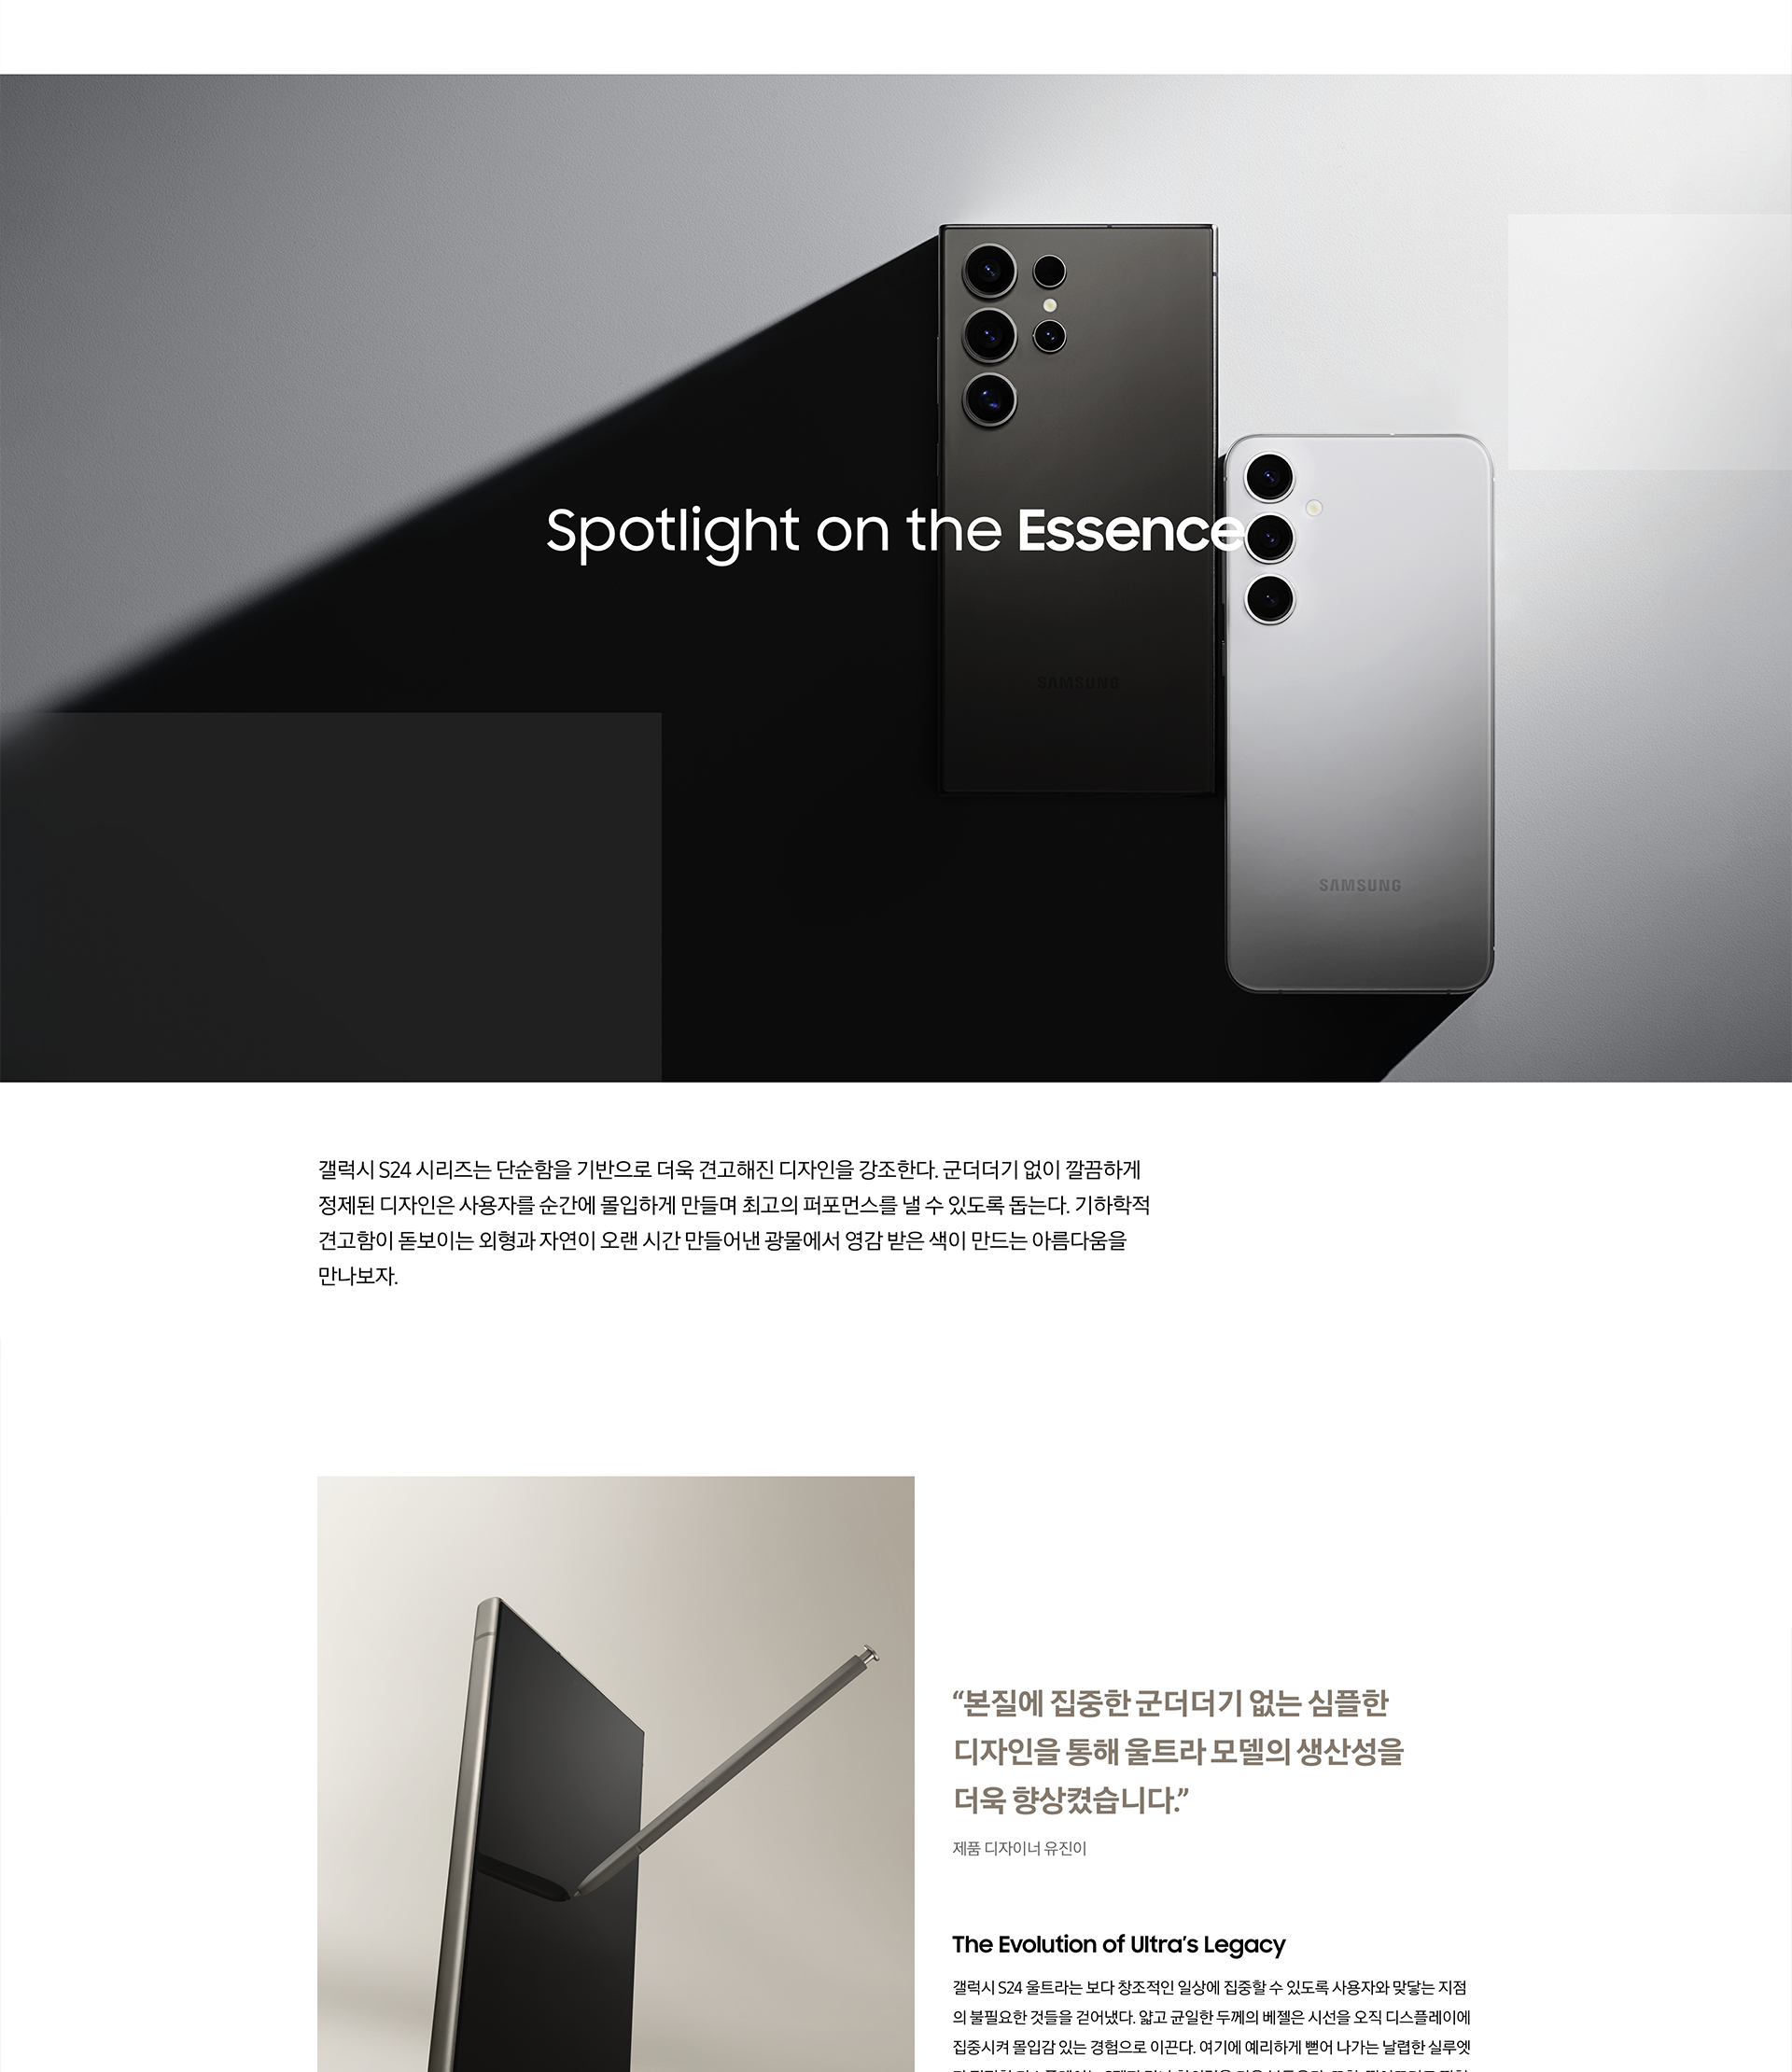 Spotlight on the Essence
SAMSUNG
SAMSUNG
갤럭시 S24 시리즈는 단순함을 기반으로 더욱 견고해진 디자인을 강조한다. 군더더기 없이 깔끔하게
정제된 디자인은 사용자를 순간에 몰입하게 만들며 최고의 퍼포먼스를 낼 수 있도록 돕는다. 기하학적
견고함이 돋보이는 외형과 자연이 오랜 시간 만들어낸 광물에서 영감 받은 색이 만드는 아름다움을
만나보자.
“본질에 집중한 군더더기 없는 심플한
디자인을 통해 울트라 모델의 생산성을
더욱 향상켰습니다.”
제품 디자이너 유진이
The Evolution of Ultra’s Legacy
갤럭시 S24 울트라는 보다 창조적인 일상에 집중할 수 있도록 사용자와 맞닿는 지점
의 불필요한 것들을 걷어냈다. 얇고 균일한 두께의 베젤은 시선을 오직 디스플레이에
집중시켜 몰입감 있는 경험으로 이끈다. 여기에 예리하게 뻗어 나가는 날렵한 실루엣